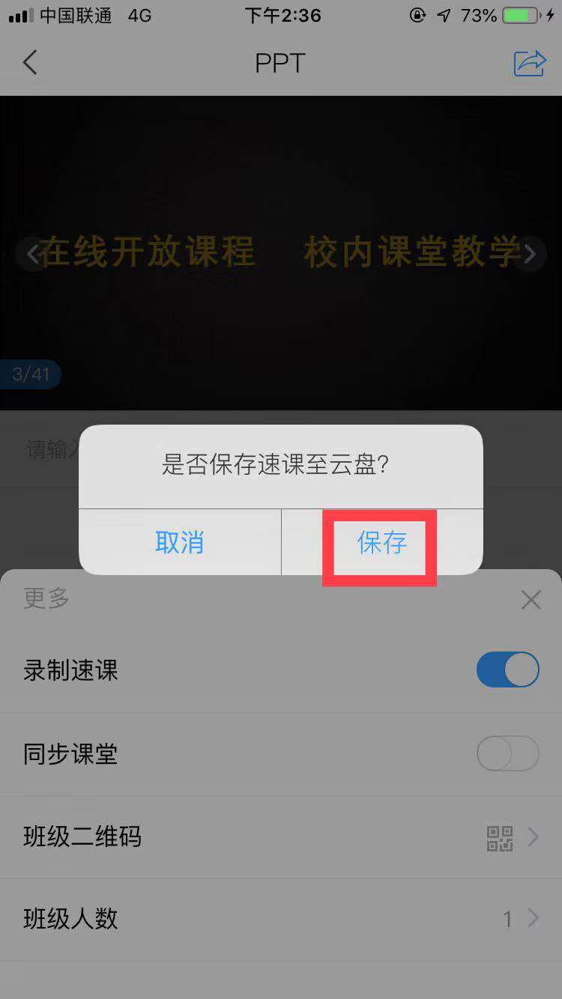 中国联通 4G 下午2:36 73%
PPT
在线开放课程 校内课堂教学
3/41
请输入
是否保存速课至云盘?
取消 保存
更多
录制速课
同步课堂
班级二维码
班级人数 1